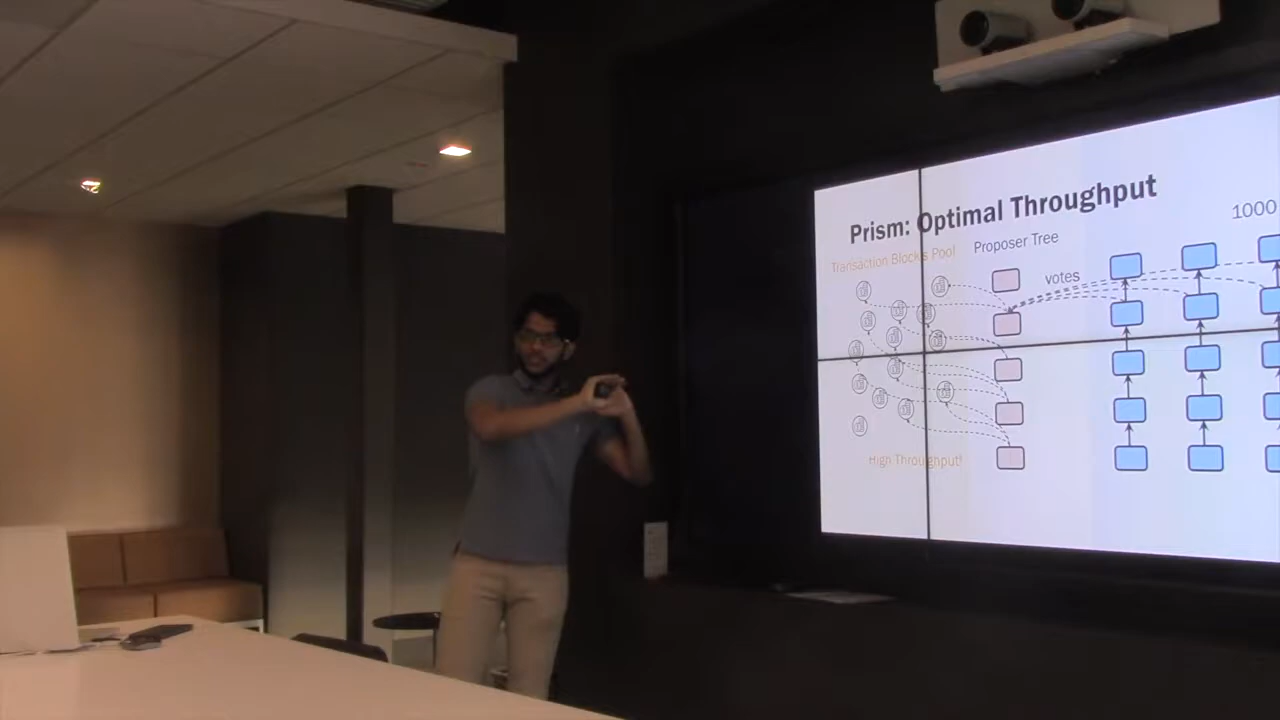 Prism: Optimal Throughput
1000
Transaction Blocks Pool
Proposer Tree
votes
High Throughput!